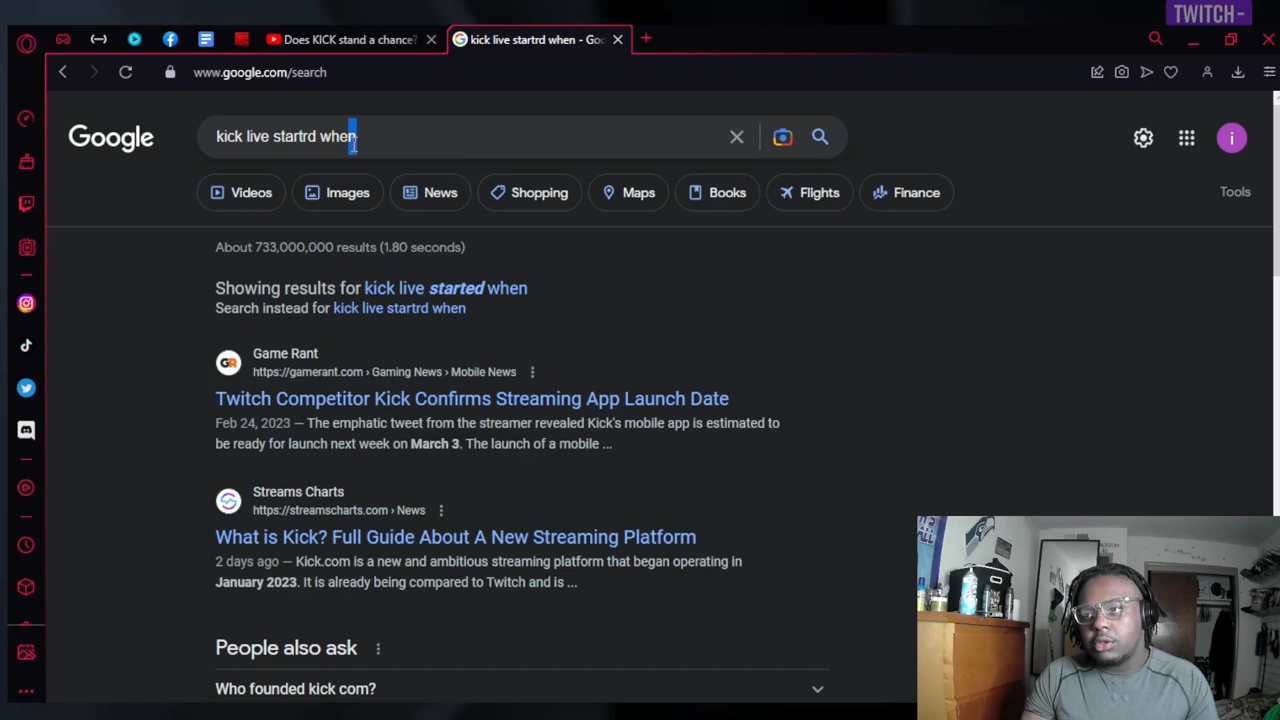 TWITCH-
Does KICK stand a chance?
kick live startrd when - Goo
www.google.com/search
Google
kick live startrd when
i
Videos
Images
News
Shopping
Maps
Books
Flights
Finance
Tools
About 733,000,000 results (1.80 seconds)
Showing results for kick live started when
Search instead for kick live startrd when
GR
Game Rant
https://gamerant.com › Gaming News › Mobile News
Twitch Competitor Kick Confirms Streaming App Launch Date
Feb 24, 2023 — The emphatic tweet from the streamer revealed Kick's mobile app is estimated to
be ready for launch next week on March 3. The launch of a mobile ...
Streams Charts
https://streamscharts.com › News
What is Kick? Full Guide About A New Streaming Platform
2 days ago — Kick.com is a new and ambitious streaming platform that began operating in
January 2023. It is already being compared to Twitch and is ...
People also ask
Who founded kick com?